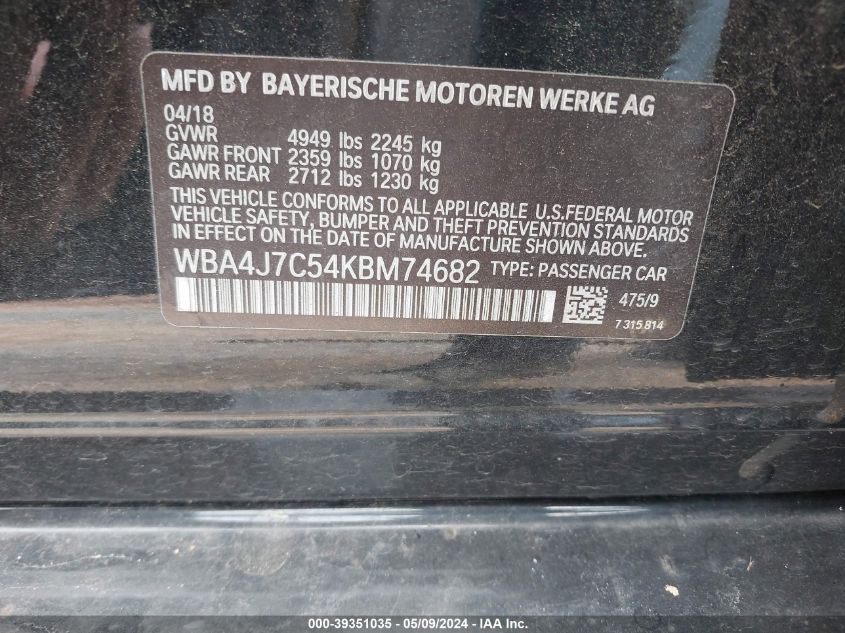 MFD BY BAYERISCHE MOTOREN WERKE AG
04/18
GVWR 4949 lbs 2245 kg
GAWR FRONT 2359 lbs 1070 kg
GAWR REAR 2712 lbs 1230 kg
THIS VEHICLE CONFORMS TO ALL APPLICABLE U.S.FEDERAL MOTOR
VEHICLE SAFETY, BUMPER AND THEFT PREVENTION STANDARDS
IN EFFECT ON THE DATE OF MANUFACTURE SHOWN ABOVE.
WBA4J7C54KBM74682 TYPE: PASSENGER CAR
475/9
7 315 814
000-39351035 - 05/09/2024 - IAAI Inc.